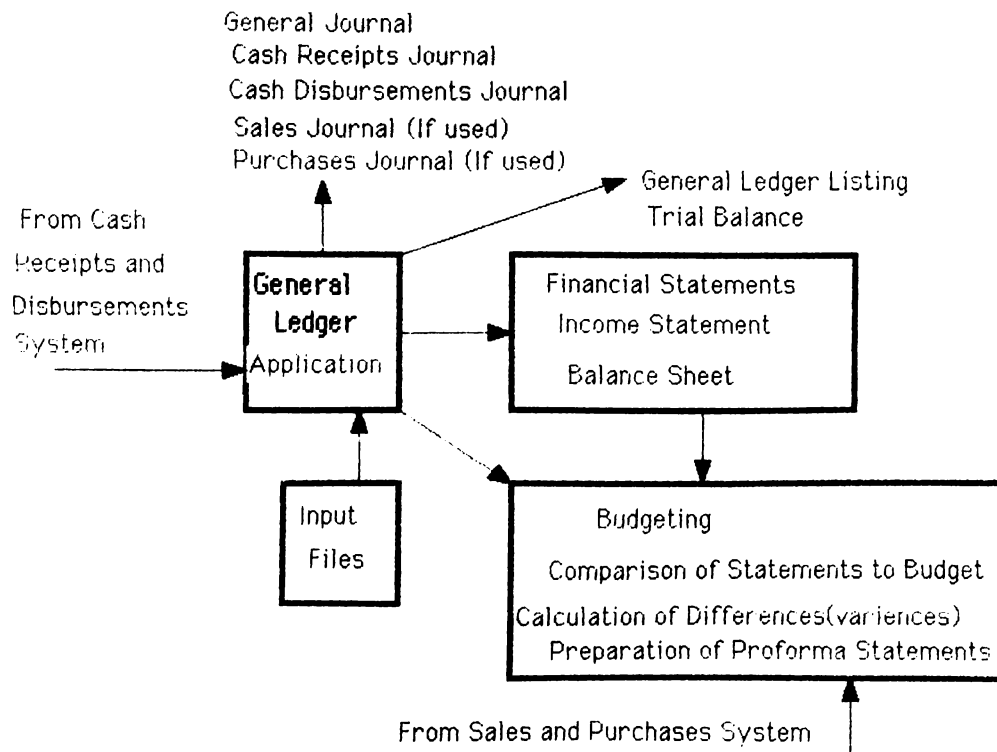 General Journal
Cash Receipts Journal
Cash Disbursements Journal
Sales Journal (If used)
Purchases Journal (If used)
General Ledger Listing
Trial Balance
From Cash
Receipts and
Disbursements
System
General
Ledger
Application
Financial Statements
Income Statement
Balance Sheet
Input
Files
Budgeting
Comparison of Statements to Budget
Calculation of Differences(variences)
Preparation of Proforma Statements
From Sales and Purchases System